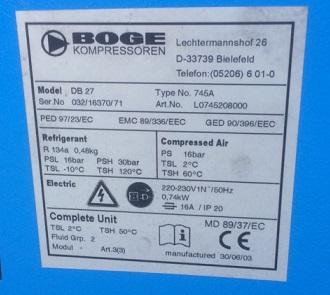 BOGE
KOMPRESSOREN
Lechtermannshof 26
D-33739 Bielefeld
Telefon:(05206) 6 01-0
Model DB 27 Type No. 745A
Ser.No 032/16370/71 Art.No. L0745208000
PED 97/23/EC EMC 89/336/EEC GED 90/396/EEC
Refrigerant
R 134a 0,48kg
PSL 16bar PSH 30bar
TSL -10°C TSH 120°C
Compressed Air
PS 16bar
TSL 2°C
TSH 60°C
Electric
220-230V1N~/50Hz
0,74kW
16A / IP 20
Complete Unit
TSL 2°C TSH 50°C
Fluid Grp. 2
Modul - Art.3(3)
MD 89/37/EC
i
CE
manufactured 30/06/03